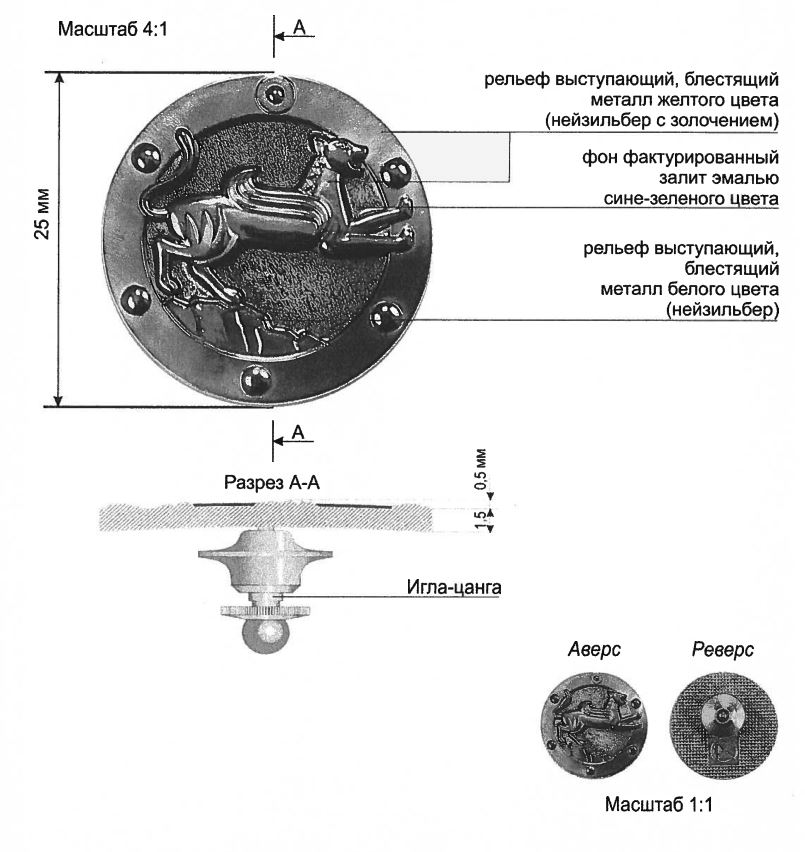 Масштаб 4:1
А
25 мм
рельеф выступающий, блестящий
металл желтого цвета
(нейзильбер с золочением)
фон фактурированный
залит эмалью
сине-зеленого цвета
рельеф выступающий,
блестящий
металл белого цвета
(нейзильбер)
А
Разрез А-А
0,5 мм
1,5
Игла-цанга
Аверс
Реверс
Масштаб 1:1